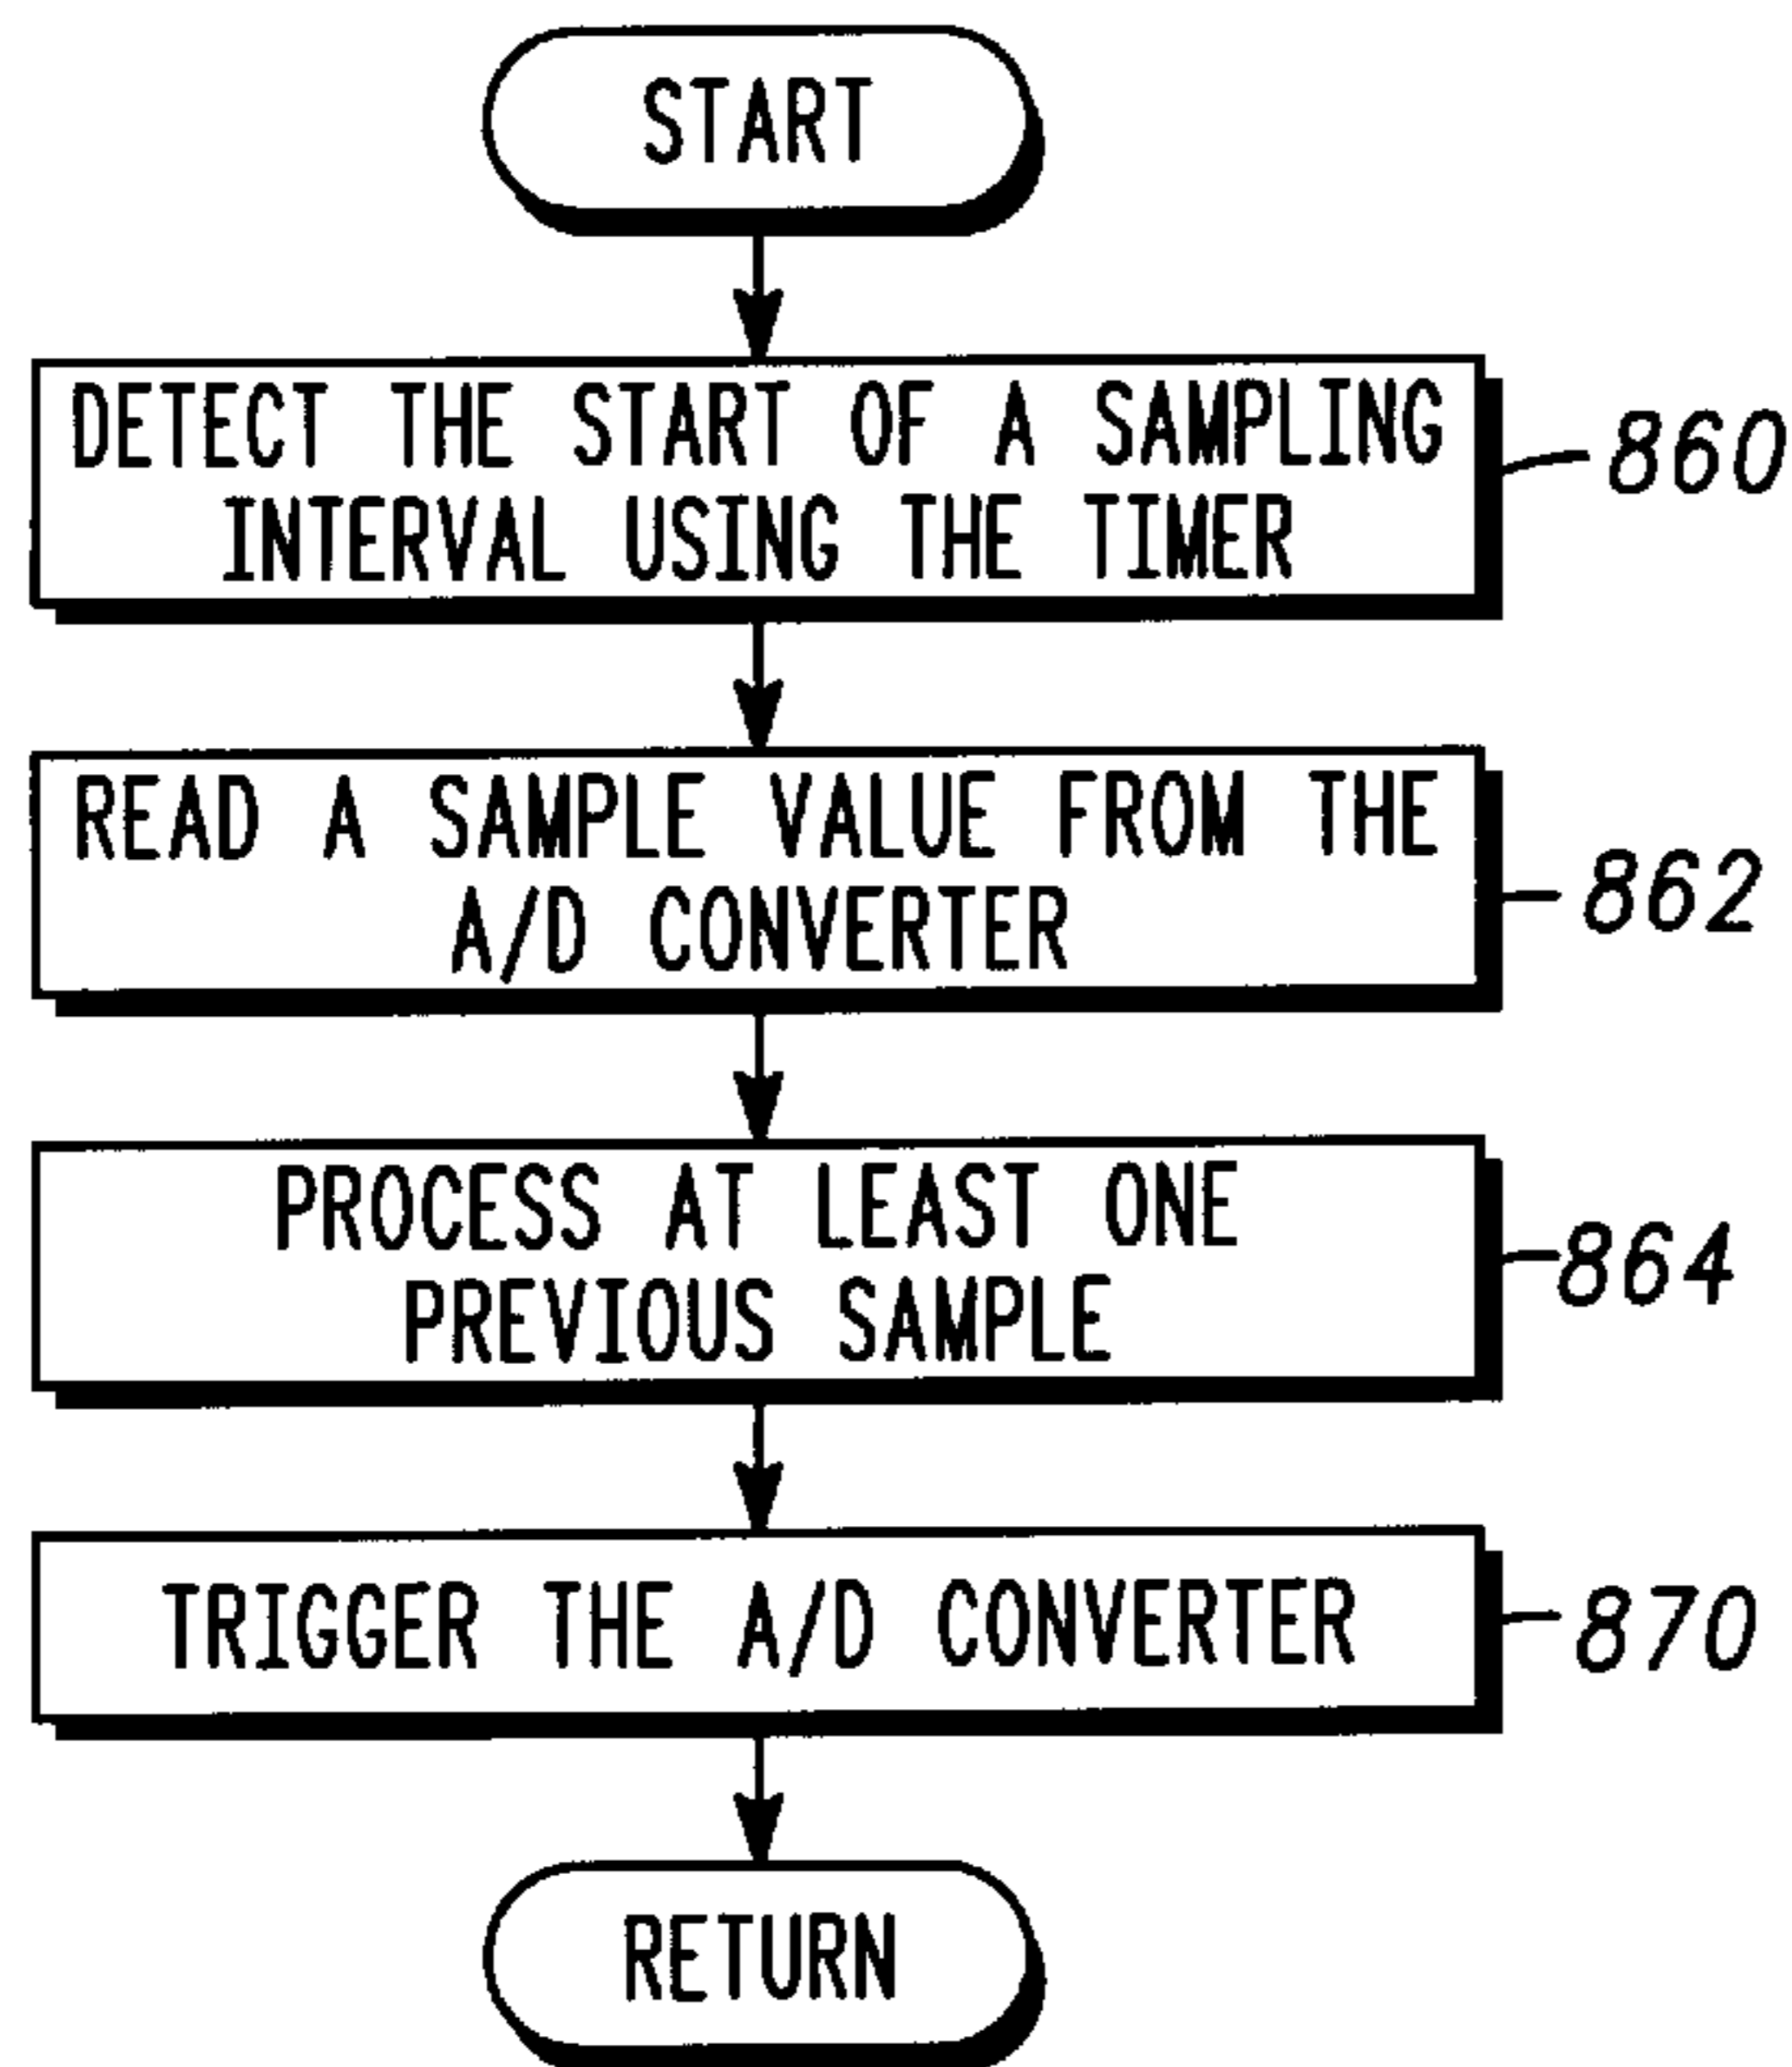 START
DETECT THE START OF A SAMPLING
INTERVAL USING THE TIMER
860
READ A SAMPLE VALUE FROM THE
A/D CONVERTER
862
PROCESS AT LEAST ONE
PREVIOUS SAMPLE
864
TRIGGER THE A/D CONVERTER
870
RETURN